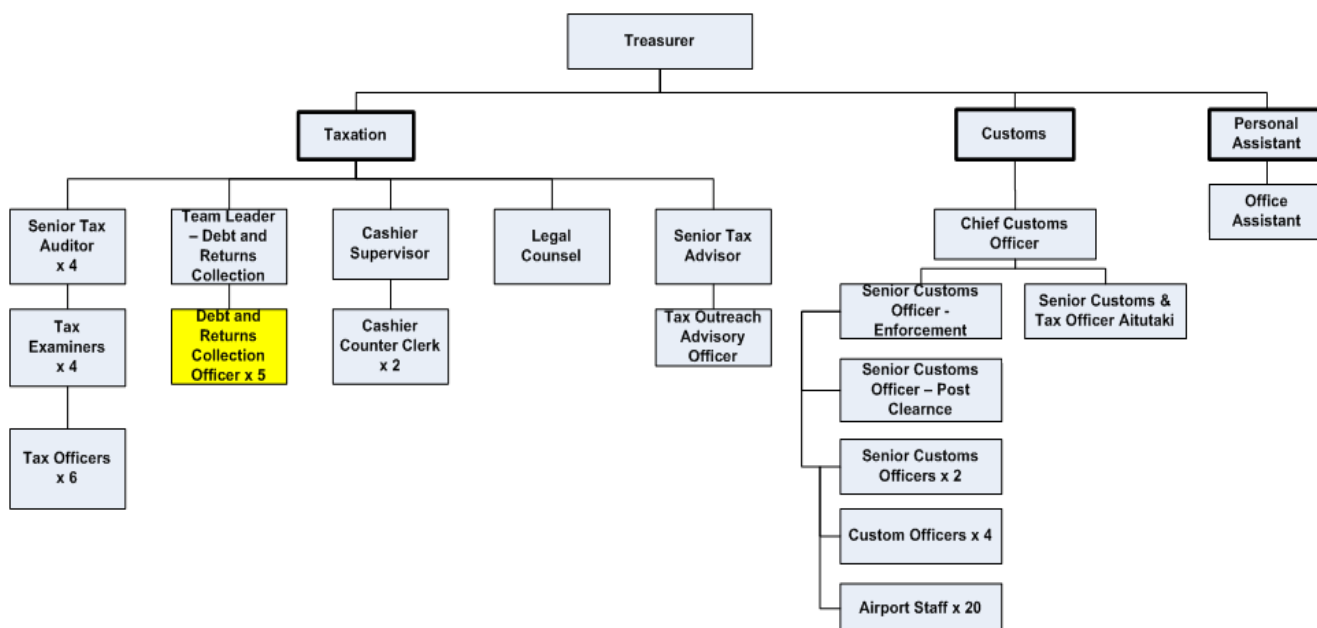 Treasurer
Taxation
Customs
Personal
Assistant
Senior Tax
Auditor
x 4
Team Leader
– Debt and
Returns
Collection
Cashier
Supervisor
Legal
Counsel
Senior Tax
Advisor
Chief Customs
Officer
Office
Assistant
Tax
Examiners
x 4
Debt and
Returns
Collection
Officer x 5
Cashier
Counter Clerk
x 2
Tax Outreach
Advisory
Officer
Senior Customs
Officer -
Enforcement
Senior Customs &
Tax Officer Aitutaki
Senior Customs
Officer – Post
Clearnce
Tax Officers
x 6
Senior Customs
Officers x 2
Custom Officers x 4
Airport Staff x 20